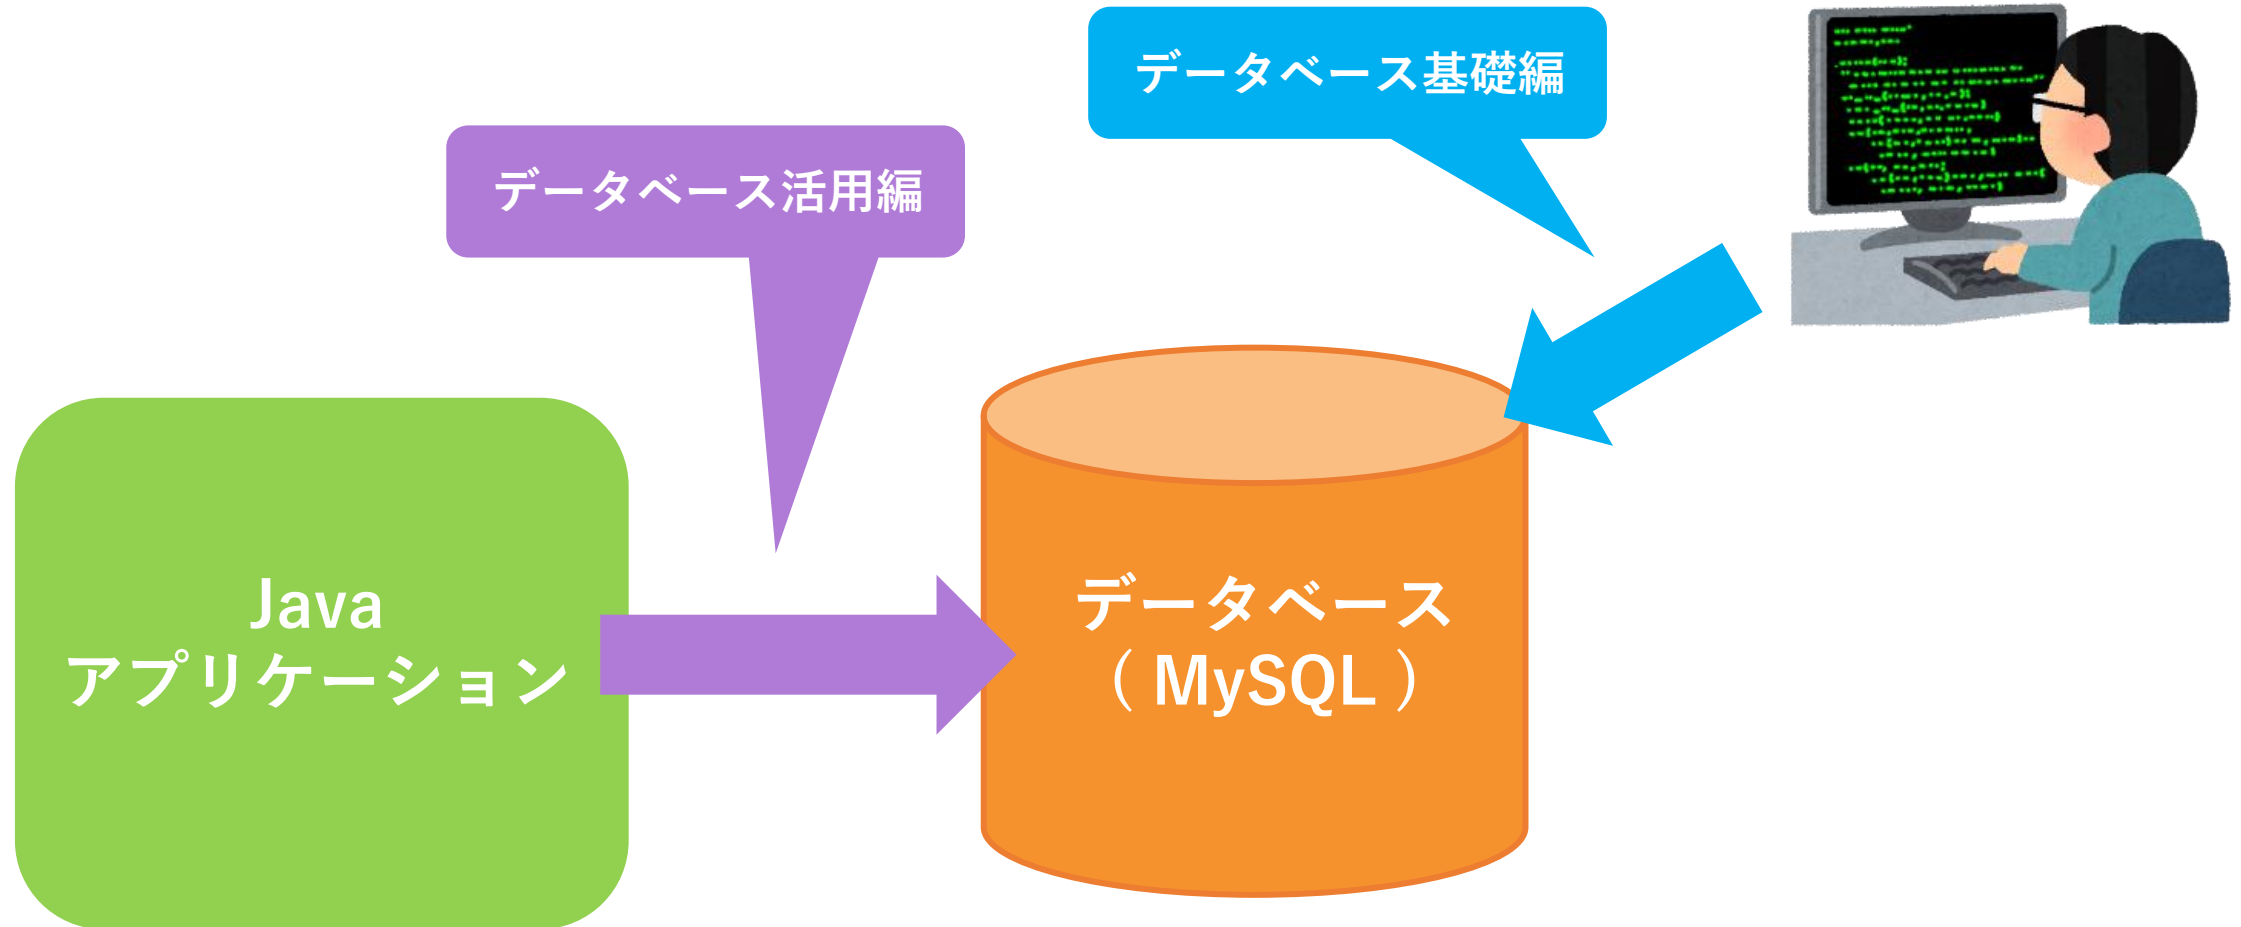 データベース基礎編
データベース活用編
Java
アプリケーション
データベース
（MySQL）